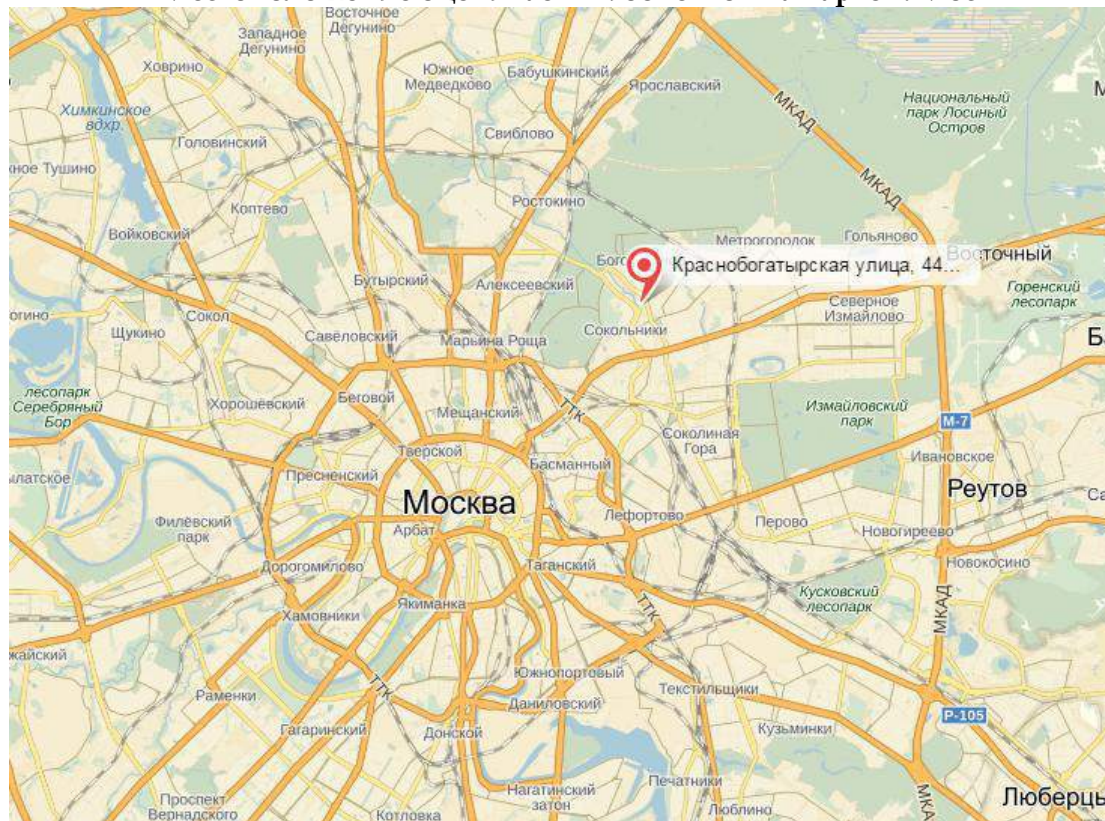 Восточное
Дегунино
Западное
Дегунино
Ховрино
Южное
Медведково
Бабушкинский
Ярославский
Химкинское
вдхр.
МКАД
Национальный
парк Лосиный
Остров
Свиблово
Головинский
Тушино
МКАД
Коптево
Ростокино
Войковский
Метрогородок
Гольяново
Восточный
Краснобогатырская улица, 44...
Бутырский
Алексеевский
Горенский
лесопарк
Северное
Измайлово
Сокол
Щукино
Савёловский
Марьина Роща
Сокольники
лесопарк
Серебряный
Бор
Хорошёвский
Беговой
Мещанский
ТТК
Измайловский
парк
М-7
Соколиная
Гора
Тверской
Басманный
Ивановское
Пресненский
Москва
Реутов
Филёвский
парк
Арбат
Лефортово
Перово
Новогиреево
Новокосино
Дорогомилово
Таганский
Кусковский
лесопарк
МКАД
Якиманка
ТТК
Хамовники
Южнопортовый
Раменки
ТТК
Текстильщики
Даниловский
Р-105
Гагаринский
Донской
Кузьминки
Печатники
Нагатинский
затон
Люберцы
Проспект
Вернадского
Котловка
Люблино